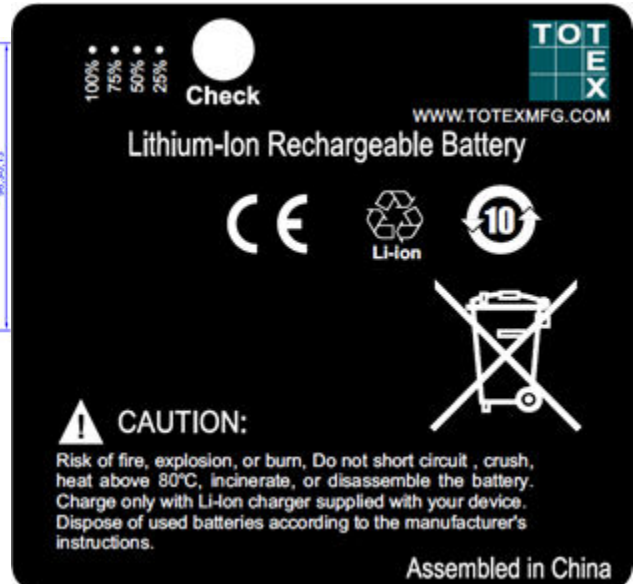 TOT
E
X
100%
75%
50%
25%
Check
WWW.TOTEXMFG.COM
Lithium-Ion Rechargeable Battery
CE
Li-ion
10
CAUTION:
Risk of fire, explosion, or burn, Do not short circuit , crush,
heat above 80℃, incinerate, or disassemble the battery.
Charge only with Li-Ion charger supplied with your device.
Dispose of used batteries according to the manufacturer's
instructions.
Assembled in China